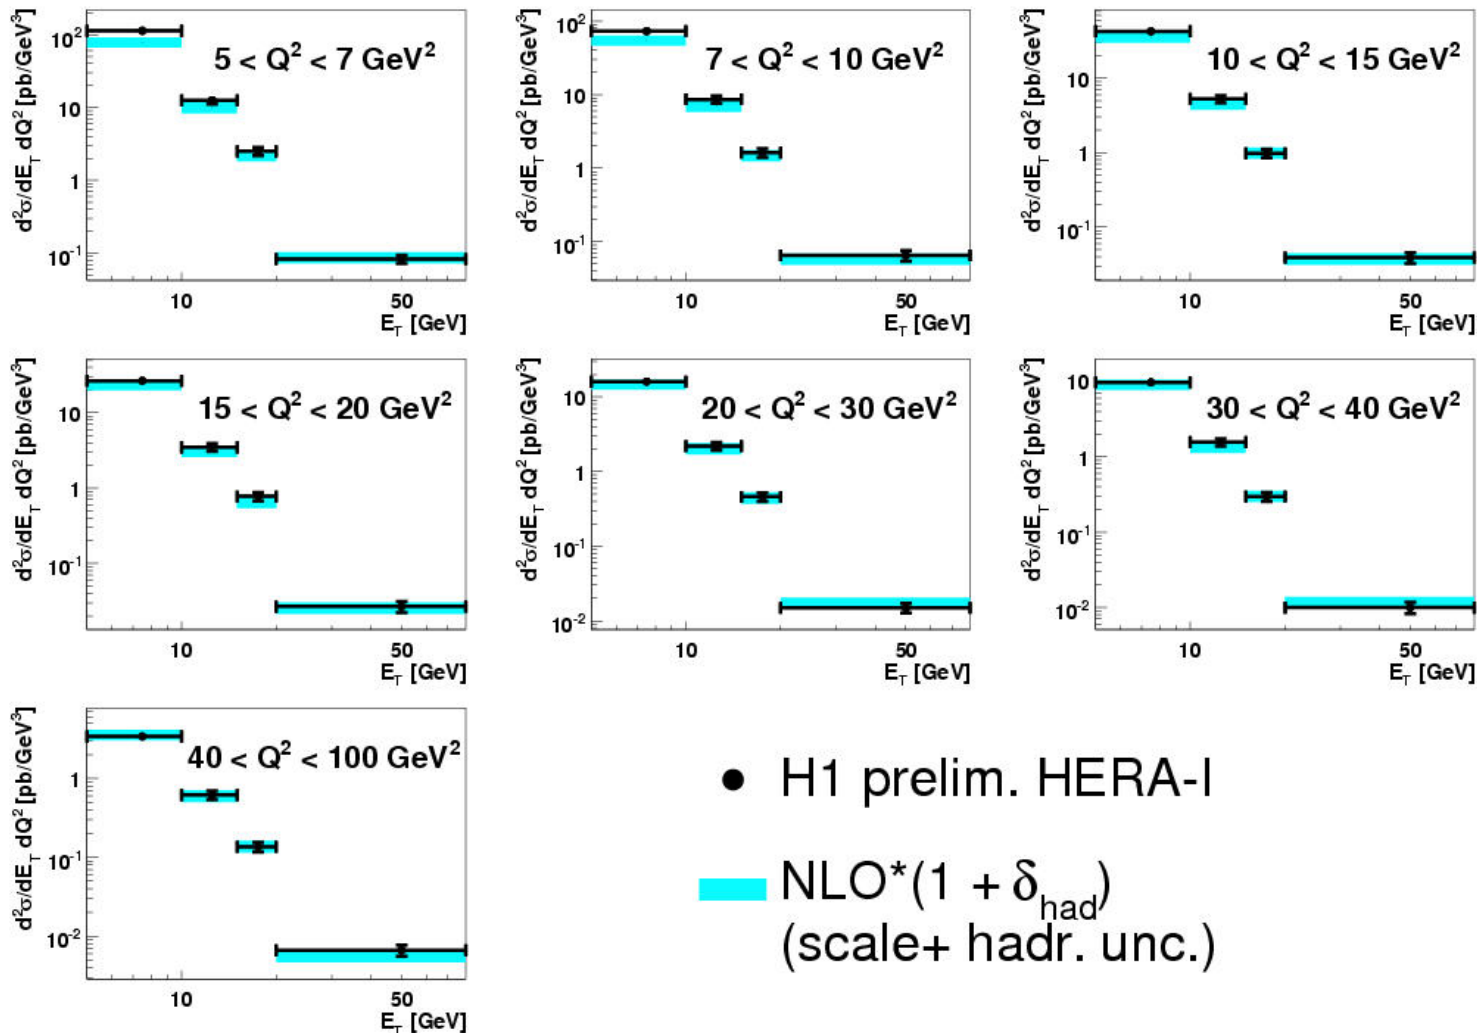 d²σ/dE_T dQ² [pb/GeV³]
10²
10
1
10⁻¹
5 < Q² < 7 GeV²
10
50
E_T [GeV]
d²σ/dE_T dQ² [pb/GeV³]
10²
10
1
10⁻¹
7 < Q² < 10 GeV²
10
50
E_T [GeV]
d²σ/dE_T dQ² [pb/GeV³]
10
1
10⁻¹
10 < Q² < 15 GeV²
10
50
E_T [GeV]
d²σ/dE_T dQ² [pb/GeV³]
10
1
10⁻¹
15 < Q² < 20 GeV²
10
50
E_T [GeV]
d²σ/dE_T dQ² [pb/GeV³]
10
1
10⁻¹
10⁻²
20 < Q² < 30 GeV²
10
50
E_T [GeV]
d²σ/dE_T dQ² [pb/GeV³]
10
1
10⁻¹
10⁻²
30 < Q² < 40 GeV²
10
50
E_T [GeV]
d²σ/dE_T dQ² [pb/GeV³]
1
10⁻¹
10⁻²
40 < Q² < 100 GeV²
10
50
E_T [GeV]
H1 prelim. HERA-I
NLO*(1 + δ_had)
(scale+ hadr. unc.)